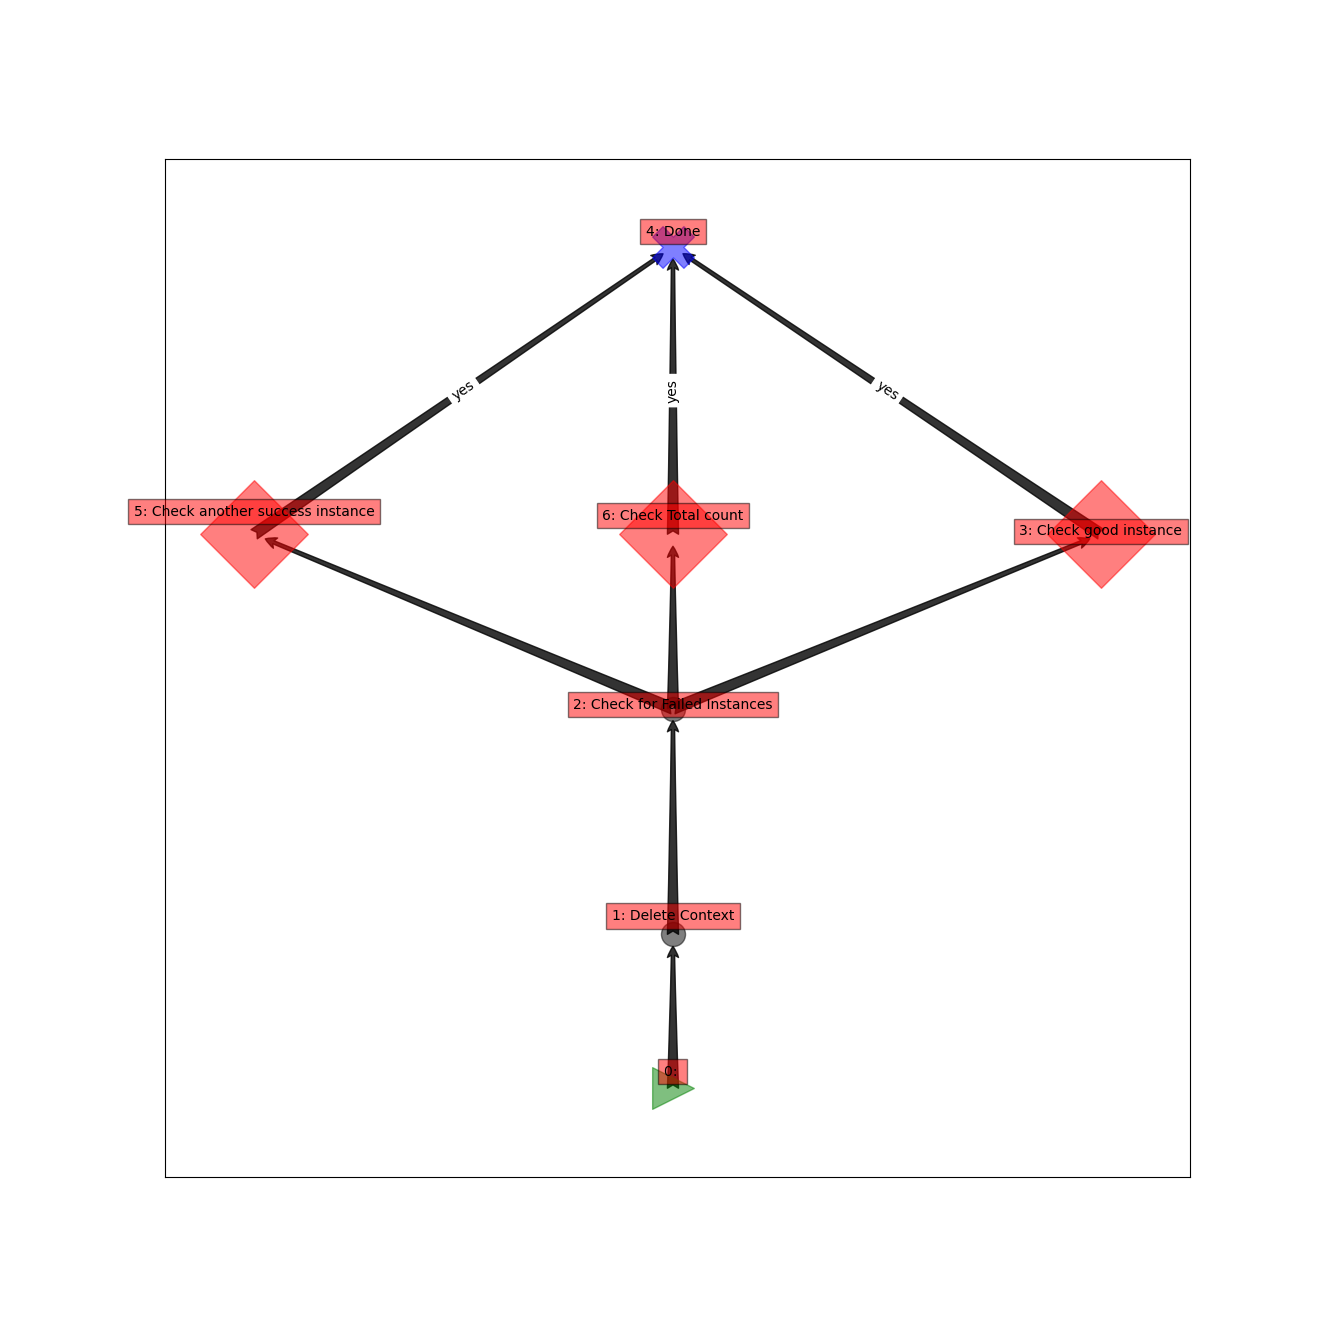 4: Done
yes
yes
yes
5: Check another success instance
6: Check Total count
3: Check good instance
2: Check for Failed Instances
1: Delete Context
0: